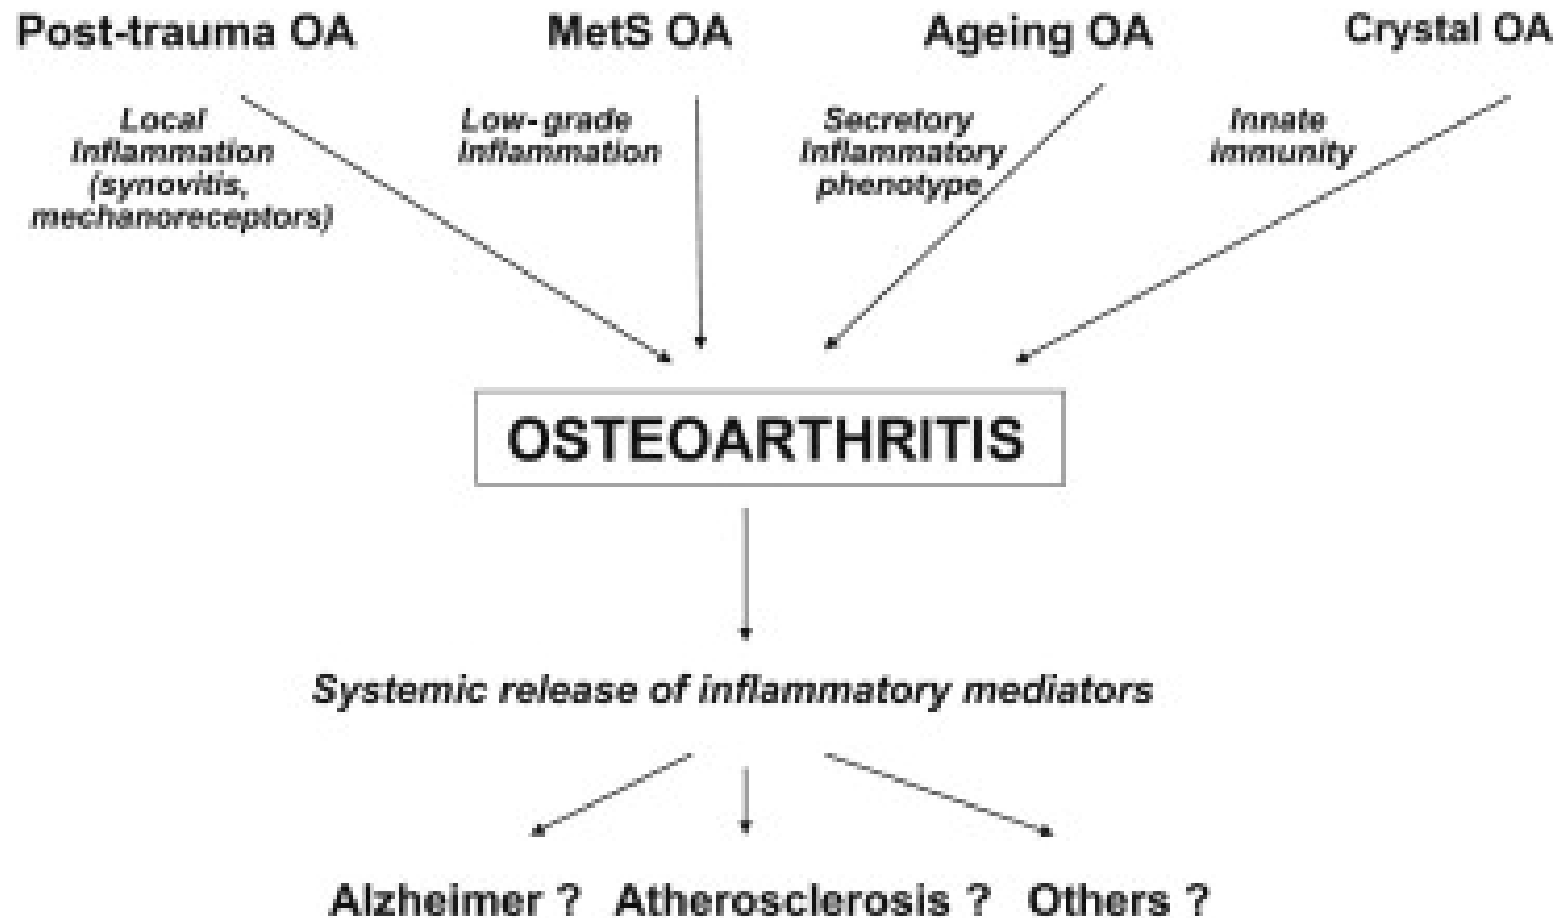 Post-trauma OA MetS OA Ageing OA Crystal OA
Local
Inflammation
(synovitis,
mechanoreceptors)
Low-grade
Inflammation
Secretory
Inflammatory
phenotype
Innate
immunity
OSTEOARTHRITIS
Systemic release of inflammatory mediators
Alzheimer ? Atherosclerosis ? Others ?